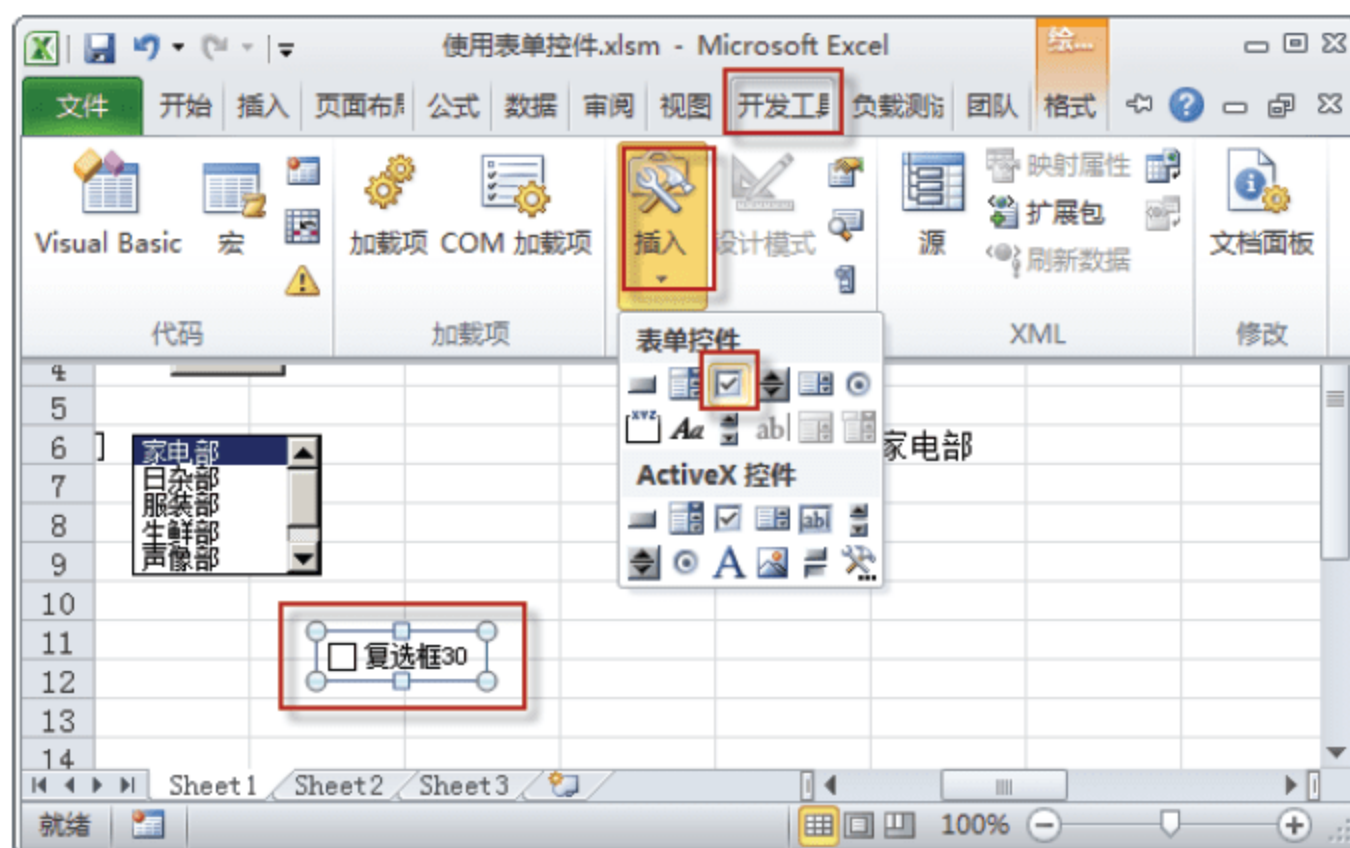 使用表单控件.xlsm - Microsoft Excel
绘...
文件 开始 插入 页面布局 公式 数据 审阅 视图 开发工具 负载测试 团队 格式
Visual Basic 宏 加载项 COM 加载项 插入 设计模式 源 映射属性 扩展包 刷新数据 文档面板
代码 加载项 XML 修改
表单控件
XYZ Aa ab|
ActiveX 控件
ab|
A
4
5
6 家电部 家电部
7 日杂部
服装部
8 生鲜部
9 声像部
10
11 复选框30
12
13
14
Sheet1 Sheet2 Sheet3
就绪 100%